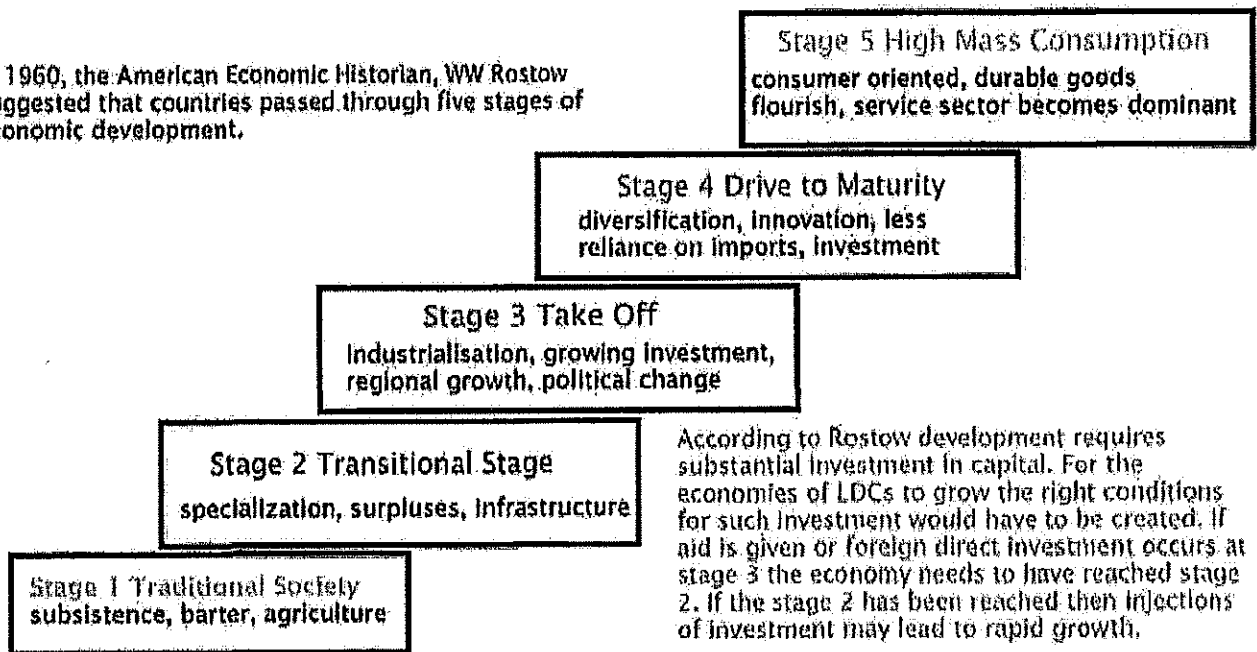 1960, the American Economic Historian, WW Rostow
ggested that countries passed through five stages of
onomic development.
Stage 5 High Mass Consumption
consumer oriented, durable goods
flourish, service sector becomes dominant
Stage 4 Drive to Maturity
diversification, innovation, less
reliance on imports, investment
Stage 3 Take Off
industrialisation, growing investment,
regional growth, political change
Stage 2 Transitional Stage
specialization, surpluses, infrastructure
Stage 1 Traditional Society
subsistence, barter, agriculture
According to Rostow development requires
substantial investment in capital. For the
economies of LDCs to grow the right conditions
for such investment would have to be created. If
aid is given or foreign direct investment occurs at
stage 3 the economy needs to have reached stage
2. If the stage 2 has been reached then injections
of investment may lead to rapid growth.